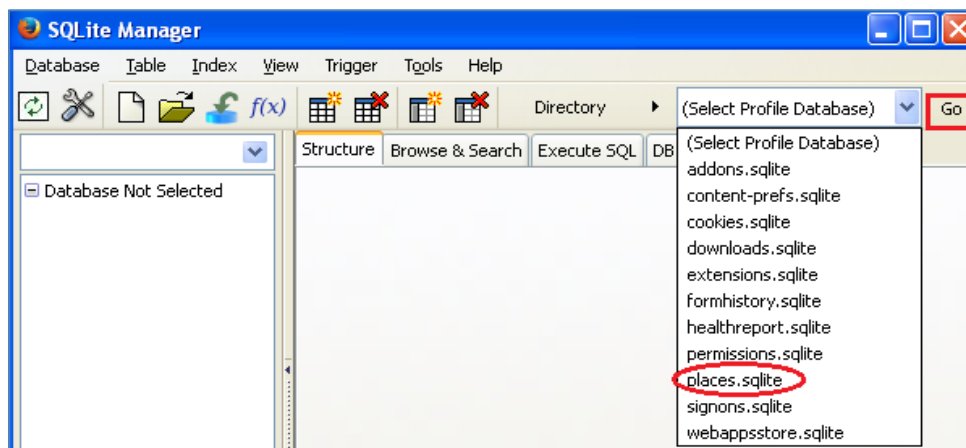 SQLite Manager
Database Table Index View Trigger Tools Help
f(x) Directory (Select Profile Database) Go
Structure Browse & Search Execute SQL DB
(Select Profile Database)
addons.sqlite
Database Not Selected
content-prefs.sqlite
cookies.sqlite
downloads.sqlite
extensions.sqlite
formhistory.sqlite
healthreport.sqlite
permissions.sqlite
places.sqlite
signons.sqlite
webappsstore.sqlite